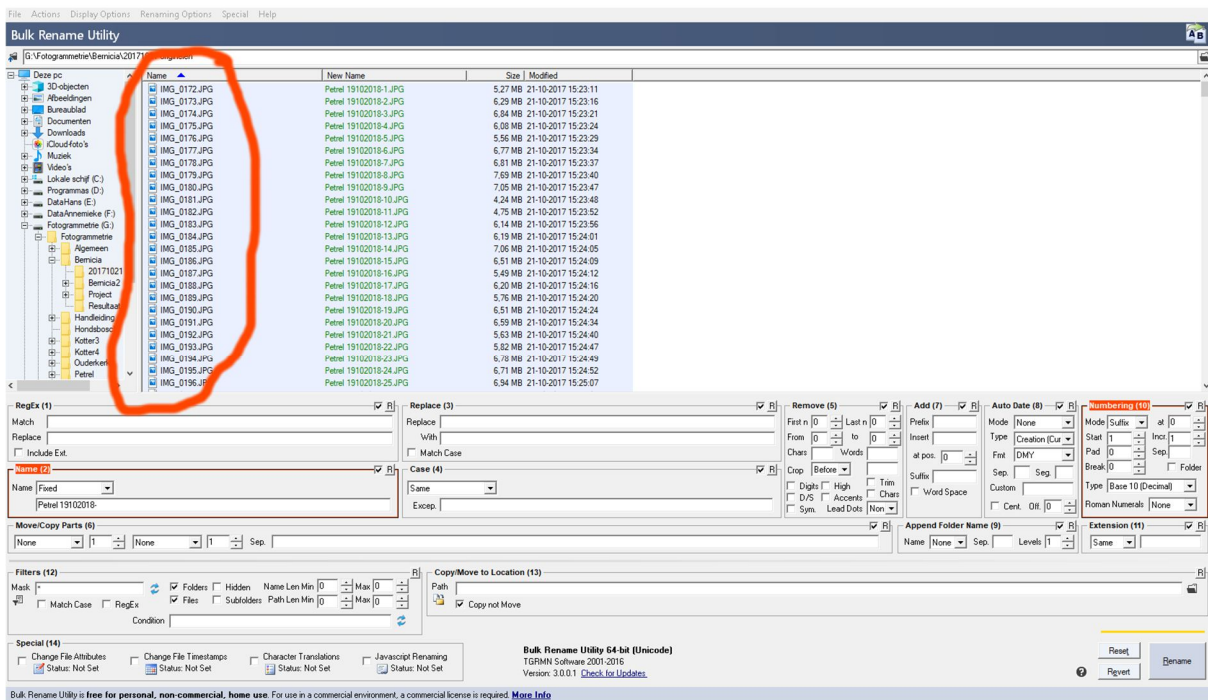 File Actions Display Options Renaming Options Special Help
Bulk Rename Utility
G:\Fotogrammetrie\Bernicia\2017
Name New Name Size Modified
Deze pc
3D-objecten
Afbeeldingen
Bureaublad
Documenten
Downloads
iCloud-foto's
Muziek
Video's
Lokale schijf (C:)
Programmas (D:)
DataHans (E:)
DataAnnemieke (F:)
Fotogrammetrie (G:)
Fotogrammetrie
Algemeen
Bernicia
20171021
Bernicia2
Project
Resultaat
Handleiding
Hondsbosc
Kotter3
Kotter4
Ouderkerk
Petrel
IMG_0172.JPG Petrel 19102018-1.JPG 5,27 MB 21-10-2017 15:23:11
IMG_0173.JPG Petrel 19102018-2.JPG 6,29 MB 21-10-2017 15:23:16
IMG_0174.JPG Petrel 19102018-3.JPG 6,84 MB 21-10-2017 15:23:21
IMG_0175.JPG Petrel 19102018-4.JPG 6,08 MB 21-10-2017 15:23:24
IMG_0176.JPG Petrel 19102018-5.JPG 5,56 MB 21-10-2017 15:23:29
IMG_0177.JPG Petrel 19102018-6.JPG 6,77 MB 21-10-2017 15:23:34
IMG_0178.JPG Petrel 19102018-7.JPG 6,81 MB 21-10-2017 15:23:37
IMG_0179.JPG Petrel 19102018-8.JPG 7,69 MB 21-10-2017 15:23:40
IMG_0180.JPG Petrel 19102018-9.JPG 7,05 MB 21-10-2017 15:23:47
IMG_0181.JPG Petrel 19102018-10.JPG 4,24 MB 21-10-2017 15:23:48
IMG_0182.JPG Petrel 19102018-11.JPG 4,75 MB 21-10-2017 15:23:52
IMG_0183.JPG Petrel 19102018-12.JPG 6,14 MB 21-10-2017 15:23:56
IMG_0184.JPG Petrel 19102018-13.JPG 6,19 MB 21-10-2017 15:24:01
IMG_0185.JPG Petrel 19102018-14.JPG 7,06 MB 21-10-2017 15:24:05
IMG_0186.JPG Petrel 19102018-15.JPG 6,51 MB 21-10-2017 15:24:09
IMG_0187.JPG Petrel 19102018-16.JPG 5,49 MB 21-10-2017 15:24:12
IMG_0188.JPG Petrel 19102018-17.JPG 6,20 MB 21-10-2017 15:24:16
IMG_0189.JPG Petrel 19102018-18.JPG 5,76 MB 21-10-2017 15:24:20
IMG_0190.JPG Petrel 19102018-19.JPG 6,51 MB 21-10-2017 15:24:24
IMG_0191.JPG Petrel 19102018-20.JPG 6,59 MB 21-10-2017 15:24:34
IMG_0192.JPG Petrel 19102018-21.JPG 5,63 MB 21-10-2017 15:24:40
IMG_0193.JPG Petrel 19102018-22.JPG 5,82 MB 21-10-2017 15:24:47
IMG_0194.JPG Petrel 19102018-23.JPG 6,78 MB 21-10-2017 15:24:49
IMG_0195.JPG Petrel 19102018-24.JPG 6,71 MB 21-10-2017 15:24:52
IMG_0196.JPG Petrel 19102018-25.JPG 6,94 MB 21-10-2017 15:25:07
RegEx (1) R
Match
Replace
Include Ext.
Replace (3) R
Replace
With
Match Case
Remove (5) R
First n 0 Last n 0
From 0 to 0
Chars Words
Crop Before
Digits High Trim
D/S Accents Chars
Sym. Lead Dots Non
Add (7) R
Prefix
Insert
at pos. 0
Suffix
Word Space
Auto Date (8) R
Mode None
Type Creation (Cur
Fmt DMY
Sep. Seg.
Custom
Cent. Off. 0
Numbering (10) R
Mode Suffix at 0
Start 1 Incr. 1
Pad 0 Sep.
Break 0 Folder
Type Base 10 (Decimal)
Roman Numerals None
Name (2) R
Name Fixed
Petrel 19102018-
Case (4) R
Same
Excep.
Move/Copy Parts (6) R
None 1 None 1 Sep.
Append Folder Name (9) R
Name None Sep. Levels 1
Extension (11) R
Same
Filters (12) R
Mask * Folders Hidden Name Len Min 0 Max 0
Match Case RegEx Files Subfolders Path Len Min 0 Max 0
Condition
Copy/Move to Location (13) R
Path
Copy not Move
Special (14)
Change File Attributes Change File Timestamps Character Translations Javascript Renaming
Status: Not Set Status: Not Set Status: Not Set Status: Not Set
Bulk Rename Utility 64-bit (Unicode)
TGRMN Software 2001-2016
Version: 3.0.0.1 Check for Updates
Reset
Revert
Rename
Bulk Rename Utility is free for personal, non-commercial, home use. For use in a commercial environment, a commercial license is required. More Info